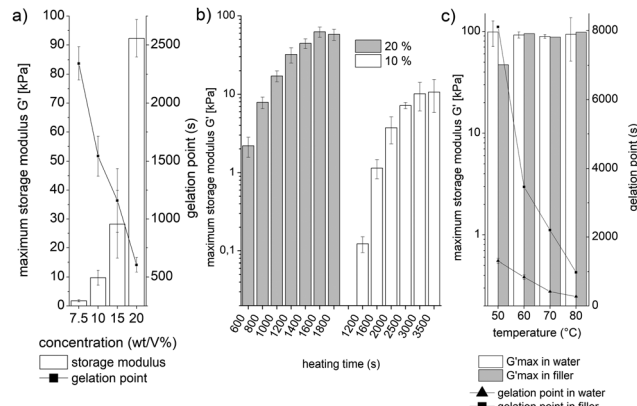 a)
maximum storage modulus G' [kPa]
100
90
80
70
60
50
40
30
20
10
0
2500
2000
1500
1000
500
gelation point (s)
7.5 10 15 20
concentration (wt/V%)
storage modulus
gelation point
b)
maximum storage modulus G' [kPa]
100
10
1
0,1
20 %
10 %
600 800 1000 1200 1400 1600 1800 1200 1600 2000 2500 3000 3500
heating time (s)
c)
maximum storage modulus G' [kPa]
100
10
1
8000
6000
4000
2000
0
gelation point (s)
50 60 70 80
temperature (°C)
G'max in water
G'max in filler
gelation point in water
gelation point in filler